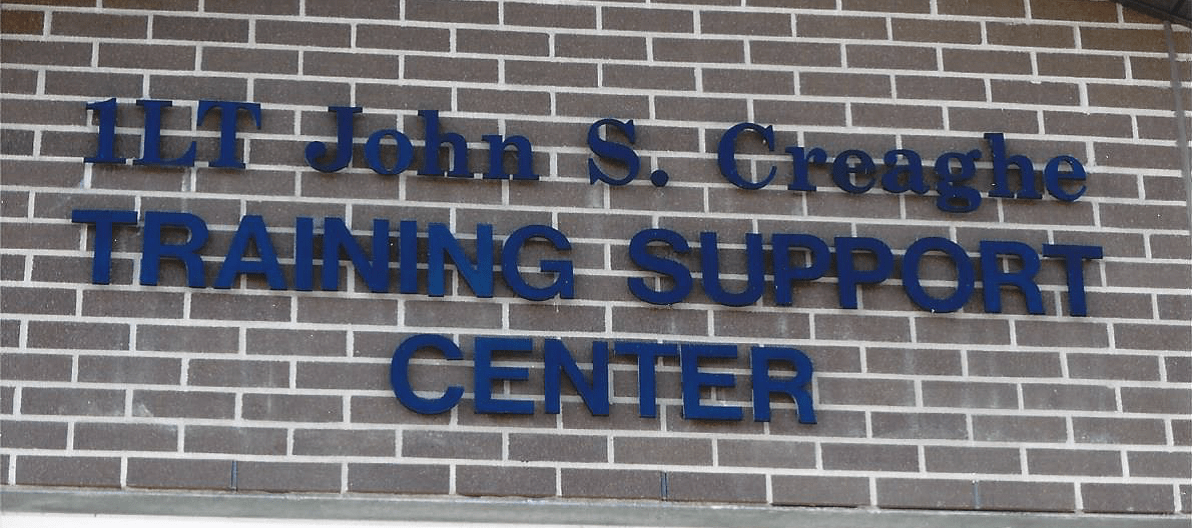 1LT John S. Creaghe
TRAINING SUPPORT
CENTER